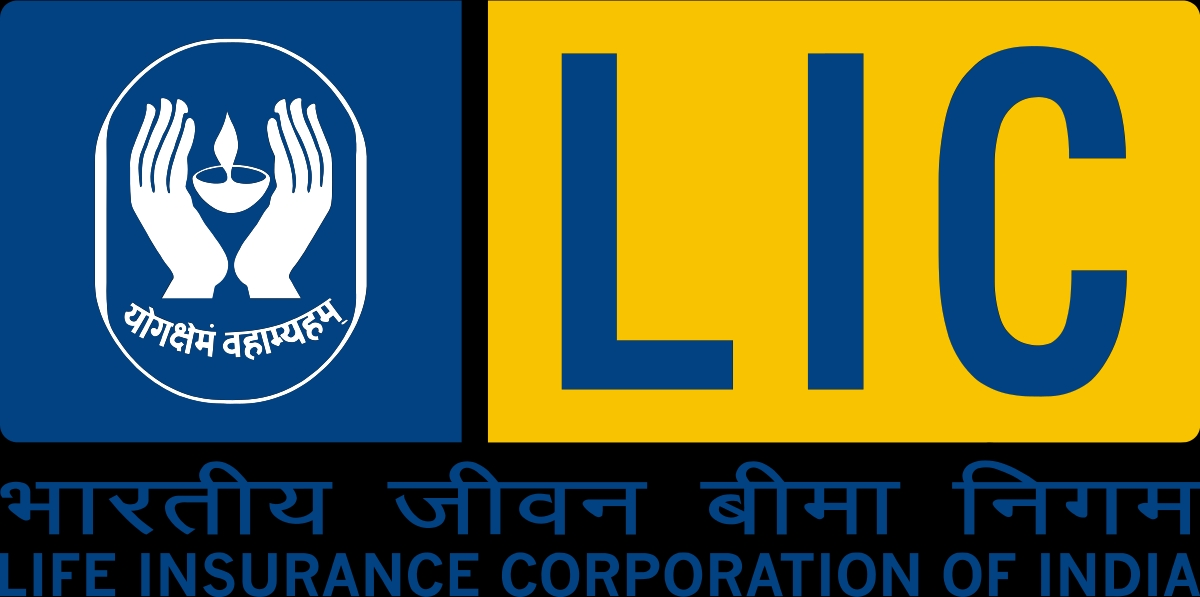 योगक्षेमं वहाम्यहम्
LIC
भारतीय जीवन बीमा निगम
LIFE INSURANCE CORPORATION OF INDIA